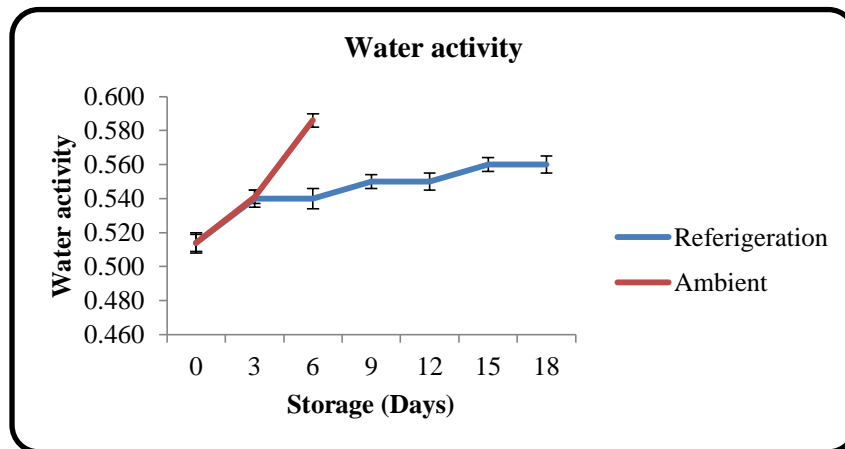 Water activity
Water activity
0.600
0.580
0.560
0.540
0.520
0.500
0.480
0.460
0 3 6 9 12 15 18
Storage (Days)
Referigeration
Ambient